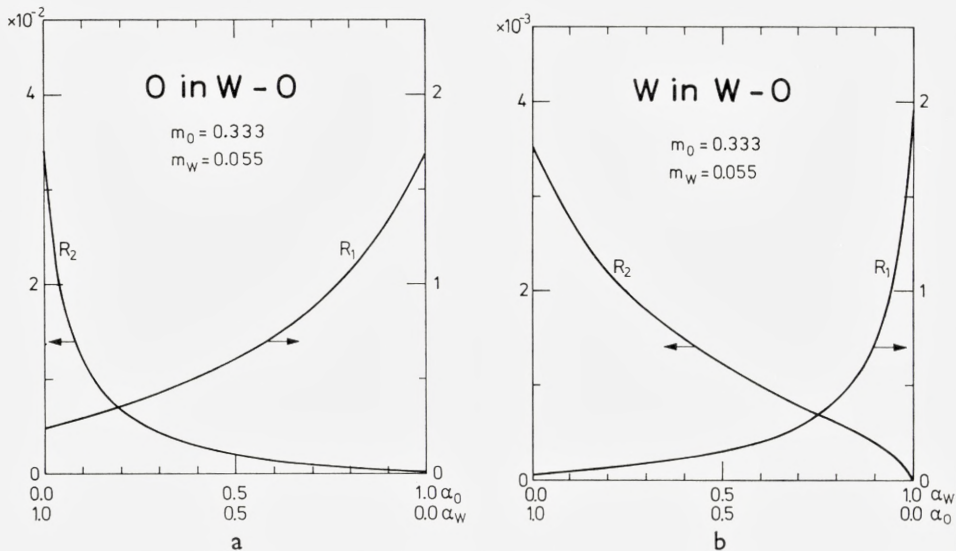 ×10⁻²
O in W – O
m₀ = 0.333
m_W = 0.055
4
2
0
2
1
0
R₂
R₁
0.0 0.5 1.0 α₀
1.0 0.5 0.0 α_W
a
×10⁻³
W in W – O
m₀ = 0.333
m_W = 0.055
4
2
0
2
1
0
R₂
R₁
0.0 0.5 1.0 α_W
1.0 0.5 0.0 α₀
b